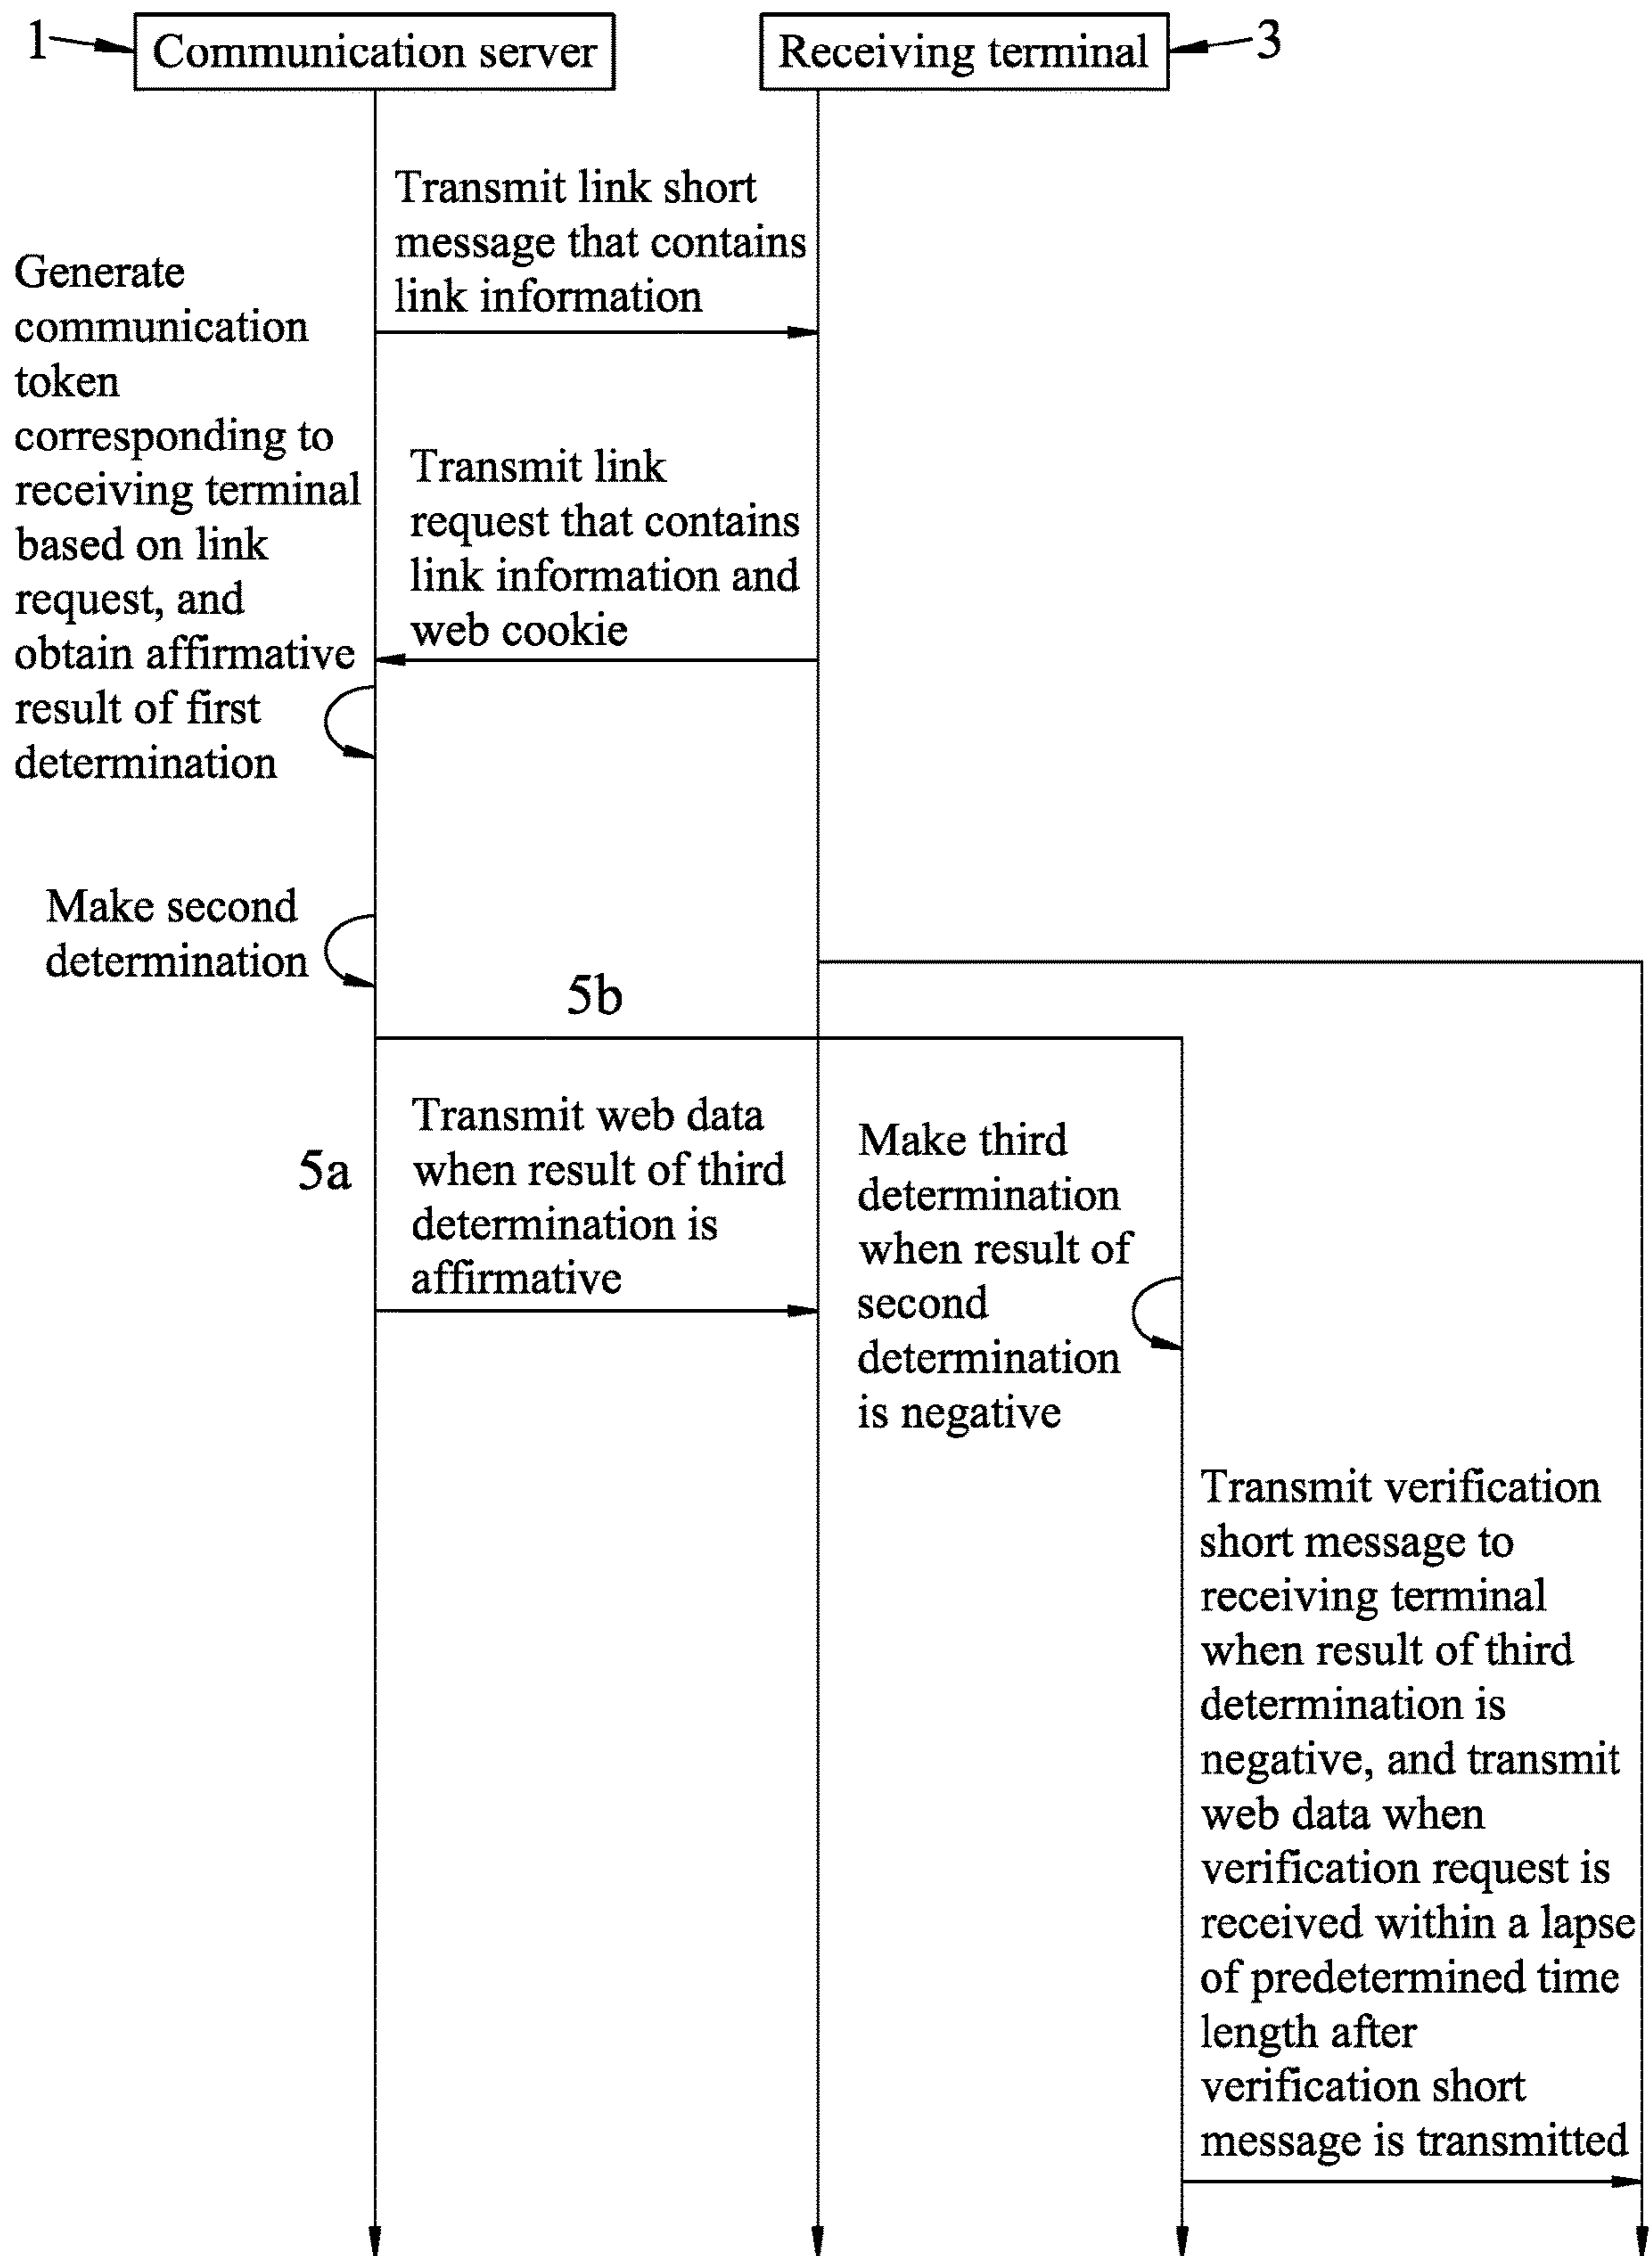 1
Communication server
Receiving terminal
3
Transmit link short
message that contains
link information
Generate
communication
token
corresponding to
receiving terminal
based on link
request, and
obtain affirmative
result of first
determination
Transmit link
request that contains
link information and
web cookie
Make second
determination
5b
5a
Transmit web data
when result of third
determination is
affirmative
Make third
determination
when result of
second
determination
is negative
Transmit verification
short message to
receiving terminal
when result of third
determination is
negative, and transmit
web data when
verification request is
received within a lapse
of predetermined time
length after
verification short
message is transmitted